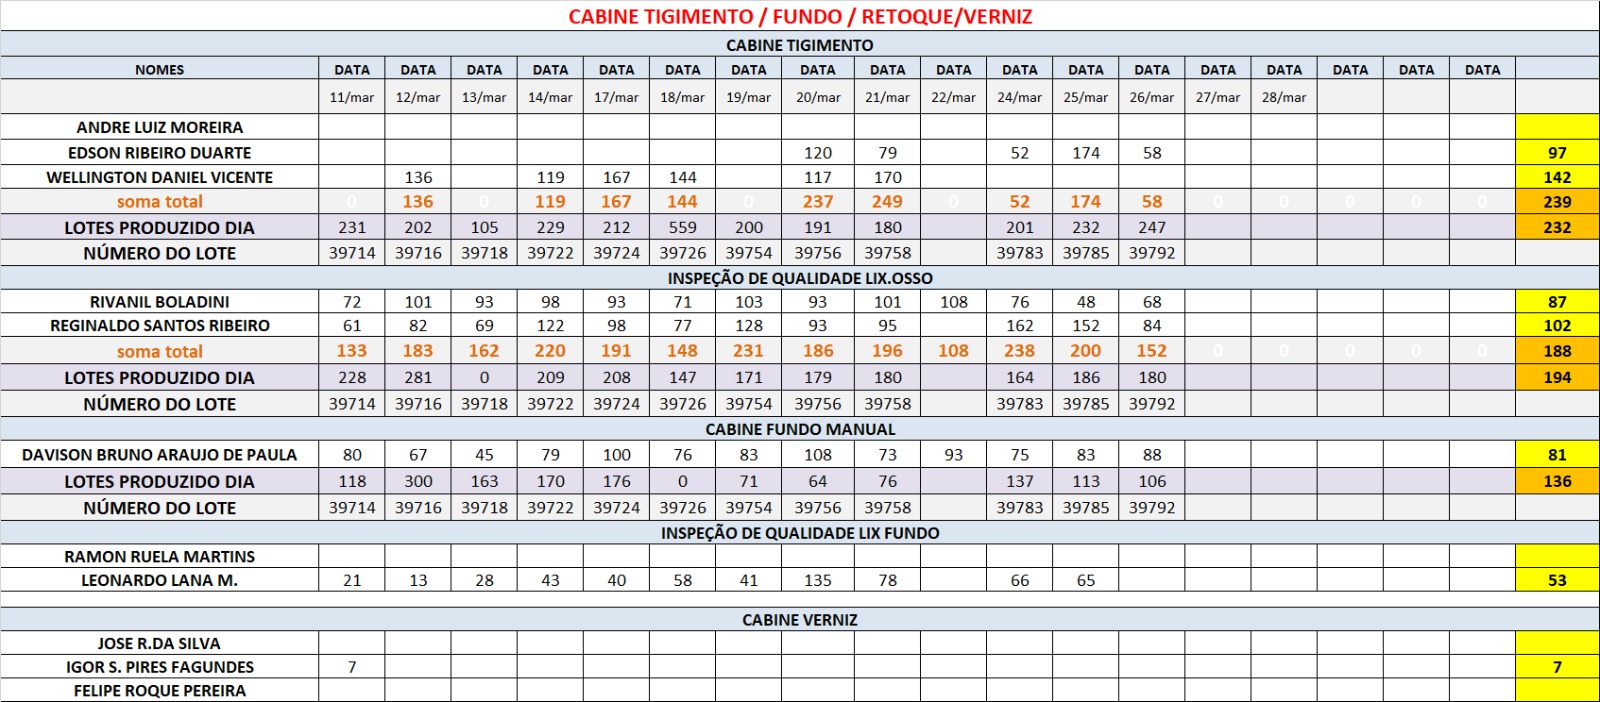 CABINE TIGIMENTO / FUNDO / RETOQUE/VERNIZ
CABINE TIGIMENTO
NOMES DATA DATA DATA DATA DATA DATA DATA DATA DATA DATA DATA DATA DATA DATA DATA DATA DATA DATA
11/mar 12/mar 13/mar 14/mar 17/mar 18/mar 19/mar 20/mar 21/mar 22/mar 24/mar 25/mar 26/mar 27/mar 28/mar
ANDRE LUIZ MOREIRA
EDSON RIBEIRO DUARTE 120 79 52 174 58 97
WELLINGTON DANIEL VICENTE 136 119 167 144 117 170 142
soma total 0 136 0 119 167 144 0 237 249 0 52 174 58 0 0 0 0 0 239
LOTES PRODUZIDO DIA 231 202 105 229 212 559 200 191 180 201 232 247 232
NÚMERO DO LOTE 39714 39716 39718 39722 39724 39726 39754 39756 39758 39783 39785 39792
INSPEÇÃO DE QUALIDADE LIX.OSSO
RIVANIL BOLADINI 72 101 93 98 93 71 103 93 101 108 76 48 68 87
REGINALDO SANTOS RIBEIRO 61 82 69 122 98 77 128 93 95 162 152 84 102
soma total 133 183 162 220 191 148 231 186 196 108 238 200 152 0 0 0 0 0 188
LOTES PRODUZIDO DIA 228 281 0 209 208 147 171 179 180 164 186 180 194
NÚMERO DO LOTE 39714 39716 39718 39722 39724 39726 39754 39756 39758 39783 39785 39792
CABINE FUNDO MANUAL
DAVISON BRUNO ARAUJO DE PAULA 80 67 45 79 100 76 83 108 73 93 75 83 88 81
LOTES PRODUZIDO DIA 118 300 163 170 176 0 71 64 76 137 113 106 136
NÚMERO DO LOTE 39714 39716 39718 39722 39724 39726 39754 39756 39758 39783 39785 39792
INSPEÇÃO DE QUALIDADE LIX FUNDO
RAMON RUELA MARTINS
LEONARDO LANA M. 21 13 28 43 40 58 41 135 78 66 65 53
CABINE VERNIZ
JOSE R.DA SILVA
IGOR S. PIRES FAGUNDES 7 7
FELIPE ROQUE PEREIRA